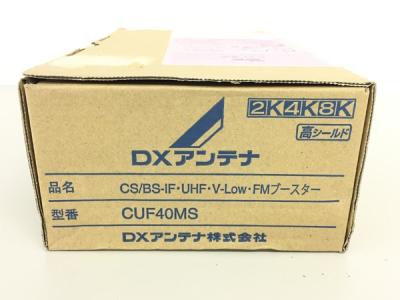 2K4K8K
高シールド
DXアンテナ
品名 CS/BS-IF・UHF・V-Low・FMブースター
型番 CUF40MS
DXアンテナ株式会社